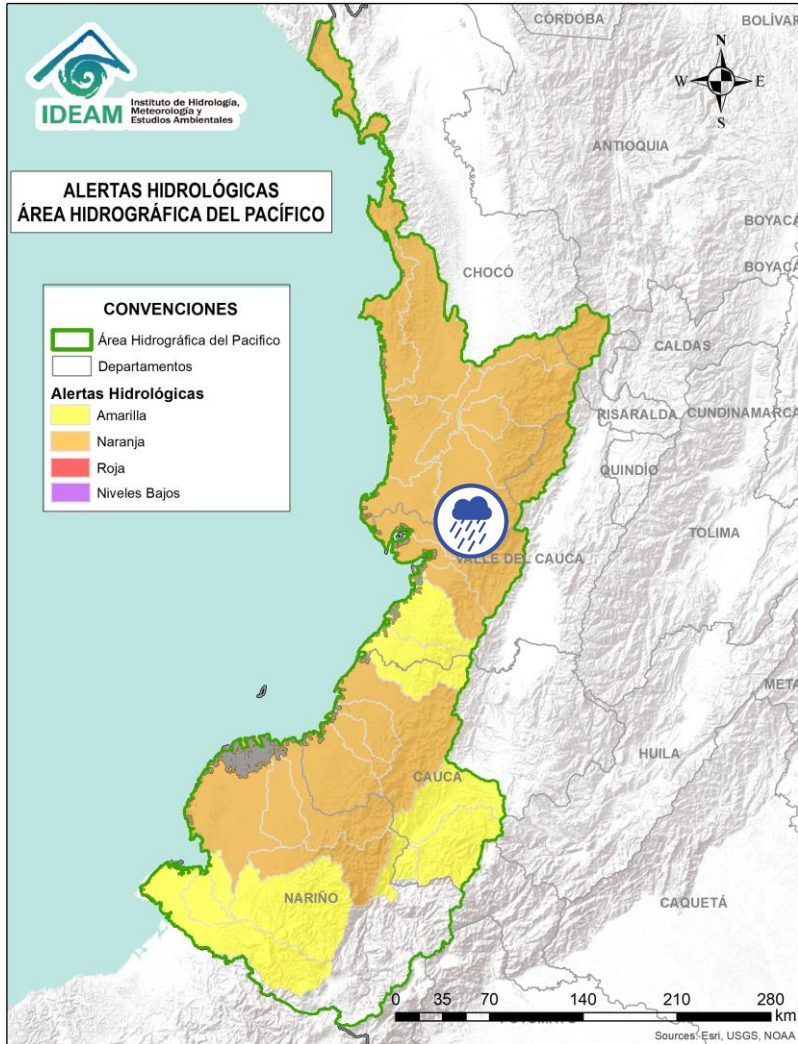 IDEAM
Instituto de Hidrología,
Meteorología y
Estudios Ambientales
ALERTAS HIDROLÓGICAS
ÁREA HIDROGRÁFICA DEL PACÍFICO
CONVENCIONES
Área Hidrográfica del Pacifico
Departamentos
Alertas Hidrológicas
Amarilla
Naranja
Roja
Niveles Bajos
CÓRDOBA
BOLÍVAR
N
W
E
S
ANTIOQUIA
BOYACÁ
BOYACÁ
CHOCÓ
CALDAS
RISARALDA
CUNDINAMARCA
QUINDÍO
TOLIMA
VALLE DEL CAUCA
META
HUILA
CAUCA
NARIÑO
CAQUETÁ
0 35 70 140 210 280
km
Sources: Esri, USGS, NOAA